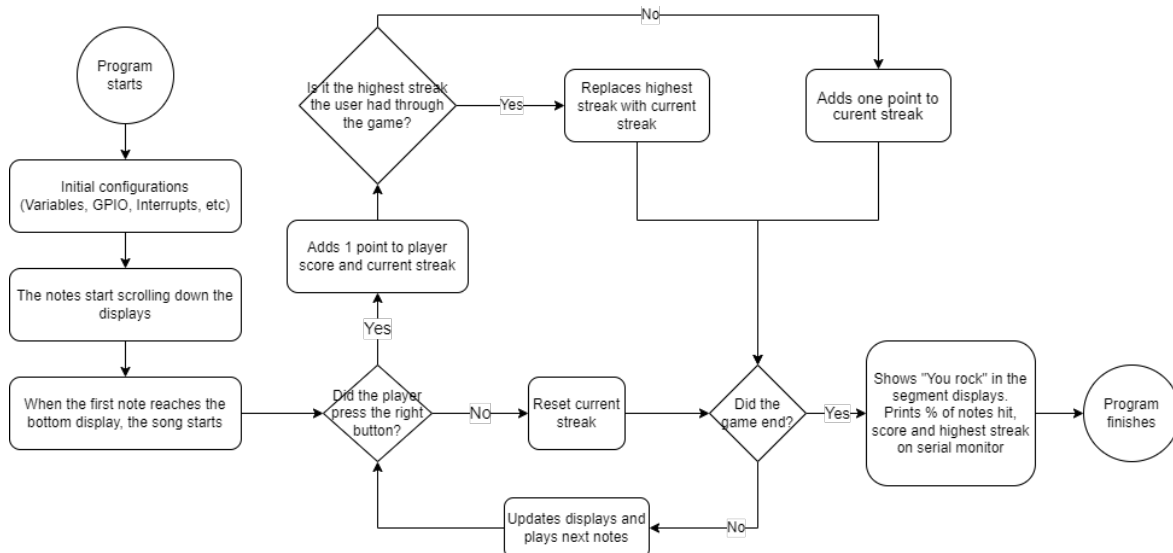 Program
starts
Initial configurations
(Variables, GPIO, Interrupts, etc)
The notes start scrolling down the
displays
When the first note reaches the
bottom display, the song starts
Did the player
press the right
button?
Yes
Adds 1 point to player
score and current streak
Is it the highest streak
the user had through
the game?
Yes
Replaces highest
streak with current
streak
No
Adds one point to
curent streak
No
Reset current
streak
Did the
game end?
Yes
Shows "You rock" in the
segment displays.
Prints % of notes hit,
score and highest streak
on serial monitor
Program
finishes
No
Updates displays and
plays next notes